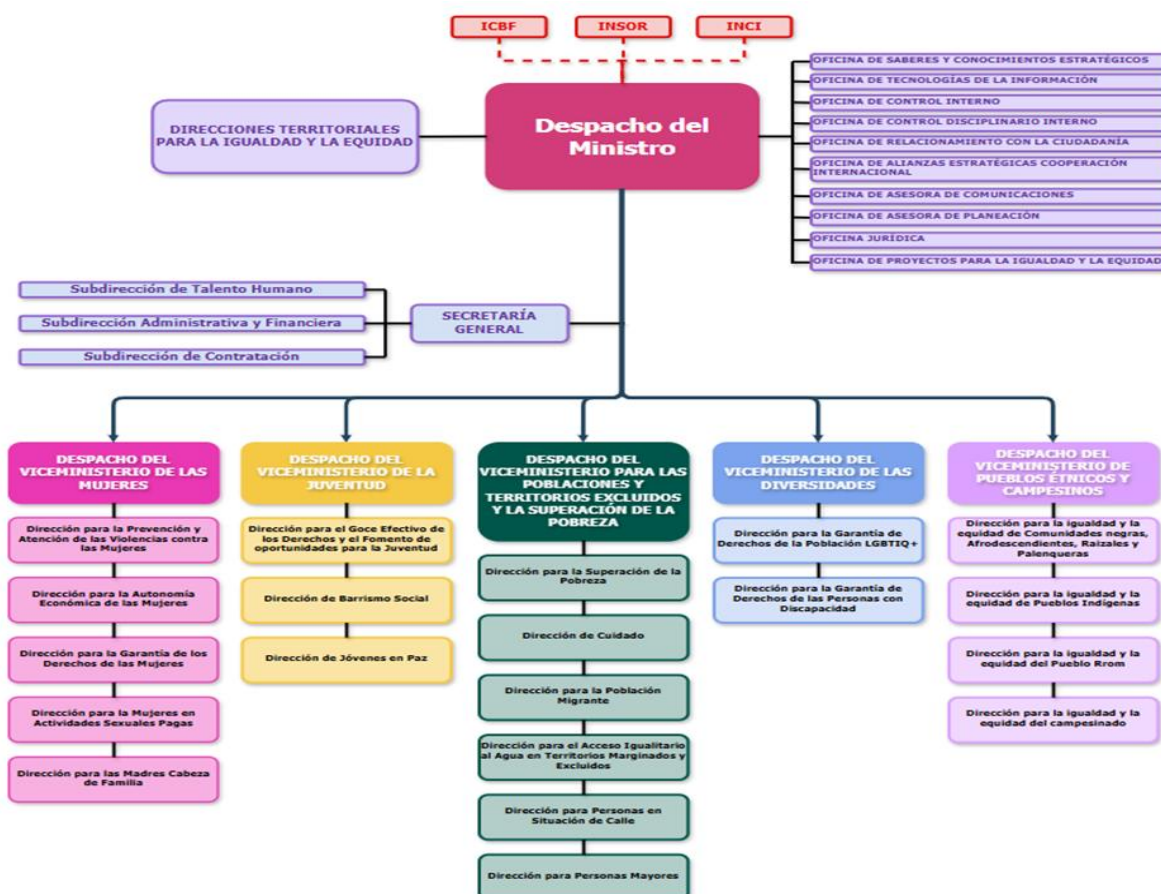 ICBF
INSOR
INCI
Despacho del
Ministro
DIRECCIONES TERRITORIALES
PARA LA IGUALDAD Y LA EQUIDAD
OFICINA DE SABERES Y CONOCIMIENTOS ESTRATÉGICOS
OFICINA DE TECNOLOGÍAS DE LA INFORMACIÓN
OFICINA DE CONTROL INTERNO
OFICINA DE CONTROL DISCIPLINARIO INTERNO
OFICINA DE RELACIONAMIENTO CON LA CIUDADANÍA
OFICINA DE ALIANZAS ESTRATÉGICAS COOPERACIÓN
INTERNACIONAL
OFICINA DE ASESORA DE COMUNICACIONES
OFICINA DE ASESORA DE PLANEACIÓN
OFICINA JURÍDICA
OFICINA DE PROYECTOS PARA LA IGUALDAD Y LA EQUIDAD
SECRETARÍA
GENERAL
Subdirección de Talento Humano
Subdirección Administrativa y Financiera
Subdirección de Contratación
DESPACHO DEL
VICEMINISTERIO DE LAS
MUJERES
Dirección para la Prevención y
Atención de las Violencias contra
las Mujeres
Dirección para la Autonomía
Económica de las Mujeres
Dirección para la Garantía de los
Derechos de las Mujeres
Dirección para la Mujeres en
Actividades Sexuales Pagas
Dirección para las Madres Cabeza
de Familia
DESPACHO DEL
VICEMINISTERIO DE LA
JUVENTUD
Dirección para el Goce Efectivo de
los Derechos y el Fomento de
oportunidades para la Juventud
Dirección de Barrismo Social
Dirección de Jóvenes en Paz
DESPACHO DEL
VICEMINISTERIO PARA LAS
POBLACIONES Y
TERRITORIOS EXCLUIDOS
Y LA SUPERACIÓN DE LA
POBREZA
Dirección para la Superación de la
Pobreza
Dirección de Cuidado
Dirección para la Población
Migrante
Dirección para el Acceso Igualitario
al Agua en Territorios Marginados y
Excluidos
Dirección para Personas en
Situación de Calle
Dirección para Personas Mayores
DESPACHO DEL
VICEMINISTERIO DE LAS
DIVERSIDADES
Dirección para la Garantía de
Derechos de la Población LGBTIQ+
Dirección para la Garantía de
Derechos de las Personas con
Discapacidad
DESPACHO DEL
VICEMINISTERIO DE
PUEBLOS ÉTNICOS Y
CAMPESINOS
Dirección para la igualdad y la
equidad de Comunidades negras,
Afrodescendientes, Raizales y
Palenqueras
Dirección para la igualdad y la
equidad de Pueblos Indígenas
Dirección para la igualdad y la
equidad del Pueblo Rrom
Dirección para la igualdad y la
equidad del campesinado